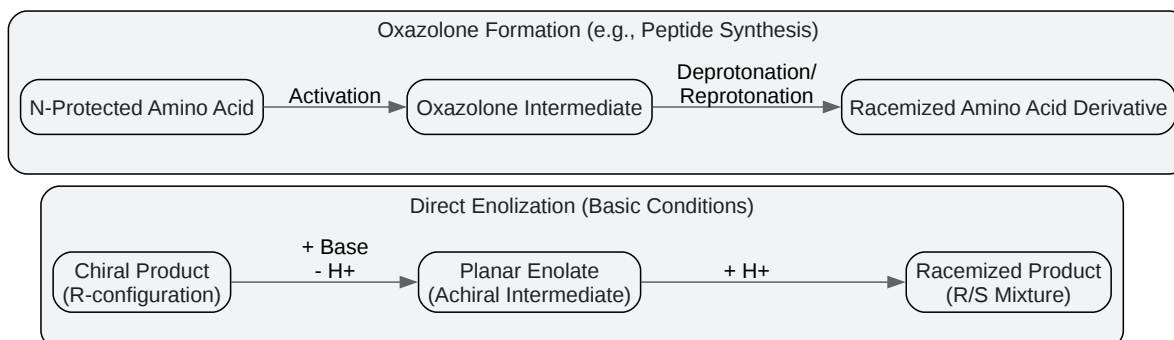 Oxazolone Formation (e.g., Peptide Synthesis)
N-Protected Amino Acid
Activation
Oxazolone Intermediate
Deprotonation/
Reprotonation
Racemized Amino Acid Derivative
Direct Enolization (Basic Conditions)
Chiral Product
(R-configuration)
+ Base
- H+
Planar Enolate
(Achiral Intermediate)
+ H+
Racemized Product
(R/S Mixture)